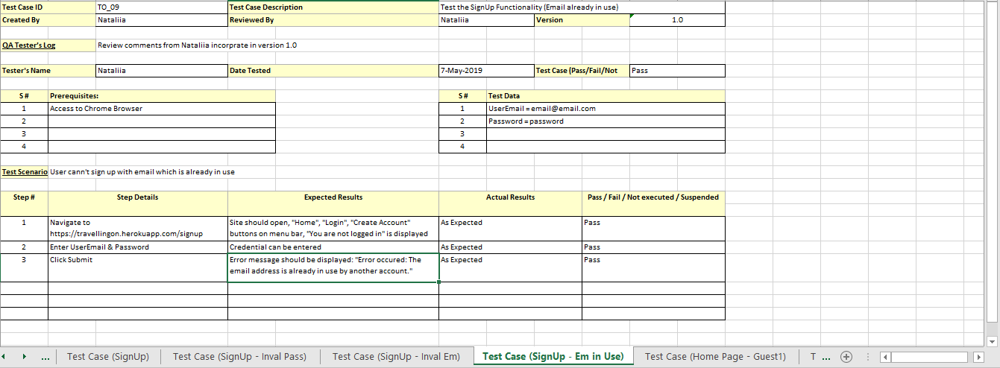 Test Case ID TO_09 Test Case Description Test the SignUp Functionality (Email already in use)
Created By Nataliia Reviewed By Nataliia Version 1.0
QA Tester's Log Review comments from Nataliia incorprate in version 1.0
Tester's Name Nataliia Date Tested 7-May-2019 Test Case (Pass/Fail/Not Pass
S # Prerequisites: S # Test Data
1 Access to Chrome Browser 1 UserEmail = email@email.com
2 2 Password = password
3 3
4 4
Test Scenario User cann't sign up with email which is already in use
Step # Step Details Expected Results Actual Results Pass / Fail / Not executed / Suspended
1 Navigate to Site should open, "Home", "Login", "Create Account" As Expected Pass
https://travellingon.herokuapp.com/signup buttons on menu bar, "You are not logged in" is displayed
2 Enter UserEmail & Password Credential can be entered As Expected Pass
3 Click Submit Error message should be displayed: "Error occured: The As Expected Pass
email address is already in use by another account."
... Test Case (SignUp) Test Case (SignUp - Inval Pass) Test Case (SignUp - Inval Em) Test Case (SignUp - Em in Use) Test Case (Home Page - Guest1) T ...